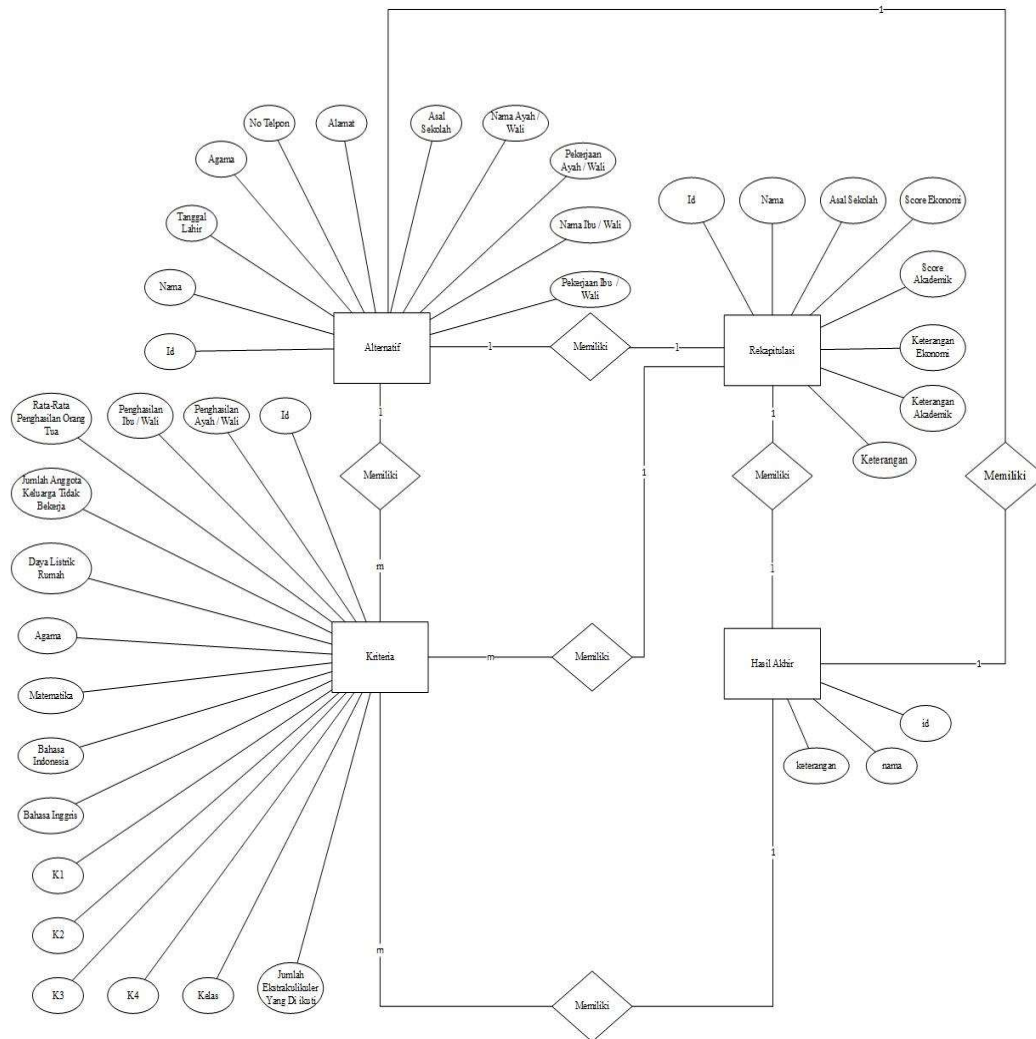 1
No Telpon
Alamat
Asal
Sekolah
Nama Ayah /
Wali
Agama
Pekerjaan
Ayah / Wali
Tanggal
Lahir
Nama Ibu / Wali
Nama
Pekerjaan Ibu /
Wali
Id
Alternatif
1
Memiliki
1
Id
Nama
Asal Sekolah
Score Ekonomi
Score
Akademik
Keterangan
Ekonomi
Keterangan
Akademik
Keterangan
Rekapitulasi
1
Memiliki
m
1
Memiliki
1
Memiliki
1
Rata-Rata
Penghasilan Orang
Tua
Penghasilan
Ibu / Wali
Penghasilan
Ayah / Wali
Id
Jumlah Anggota
Keluarga Tidak
Bekerja
Daya Listrik
Rumah
Agama
Matematika
Bahasa
Indonesia
Bahasa Inggris
K1
K2
K3
K4
Kelas
Jumlah
Ekstrakulikuler
Yang Di ikuti
Kriteria
m
Memiliki
1
Hasil Akhir
id
nama
keterangan
m
Memiliki
1